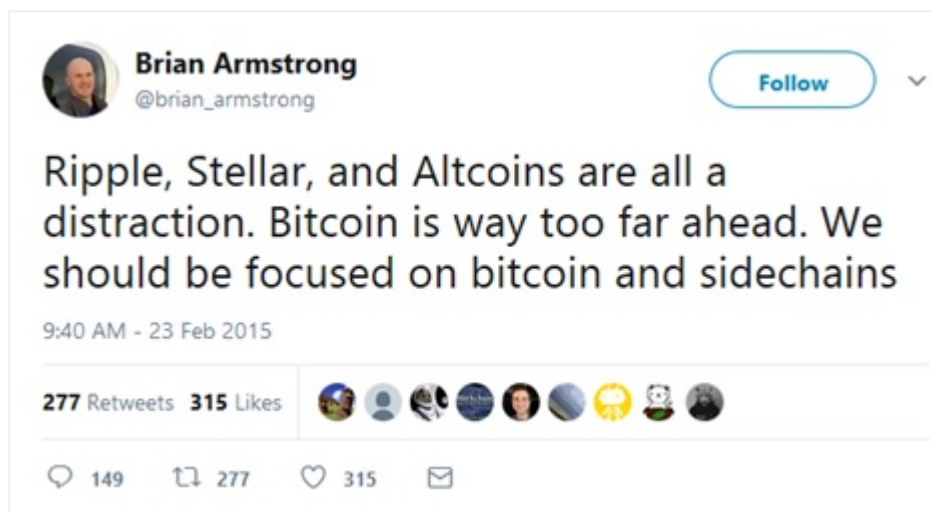 Brian Armstrong
@brian_armstrong
Follow
Ripple, Stellar, and Altcoins are all a
distraction. Bitcoin is way too far ahead. We
should be focused on bitcoin and sidechains
9:40 AM - 23 Feb 2015
277 Retweets 315 Likes
149 277 315